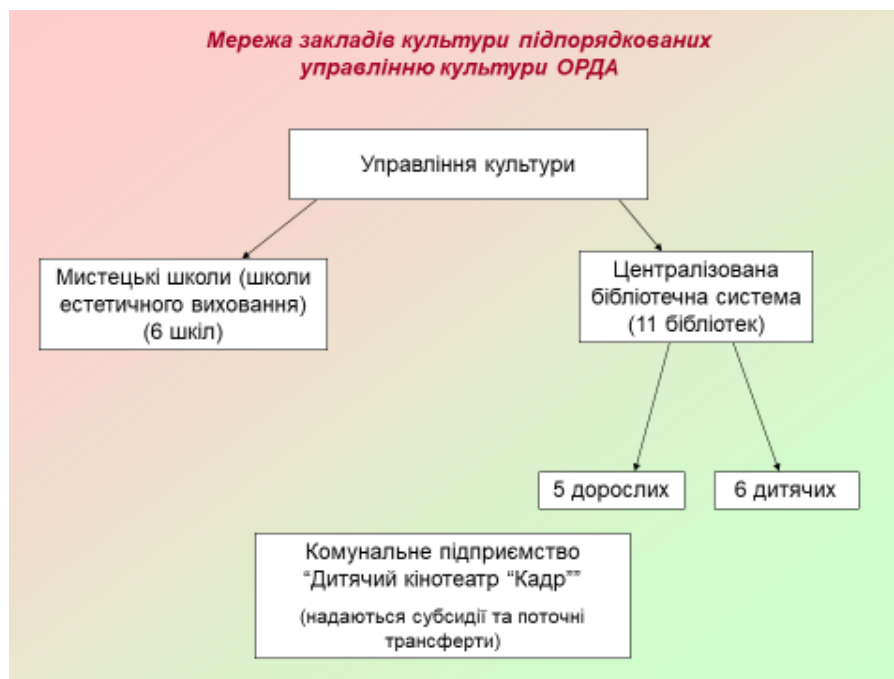 Мережа закладів культури підпорядкованих
управлінню культури ОРДА
Управління культури
Мистецькі школи (школи
естетичного виховання)
(6 шкіл)
Централізована
бібліотечна система
(11 бібліотек)
5 дорослих
6 дитячих
Комунальне підприємство
“Дитячий кінотеатр “Кадр””
(надаються субсидії та поточні
трансферти)